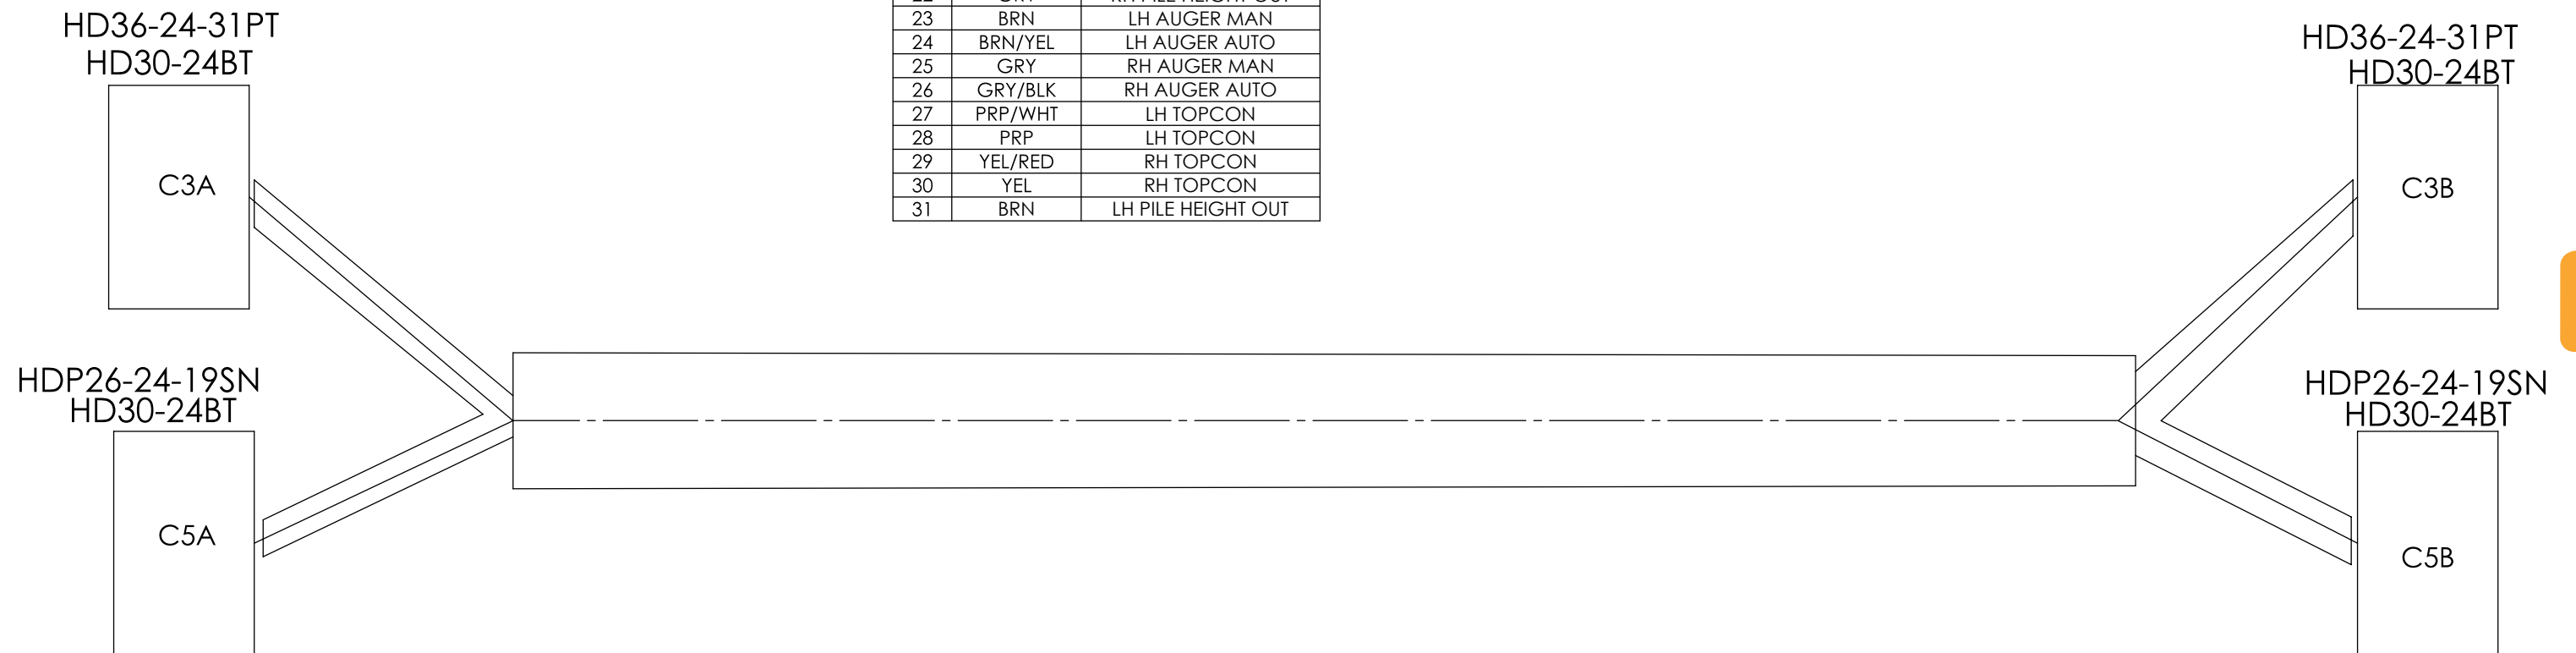 HD36-24-31PT
HD30-24BT
C3A
23 BRN LH AUGER MAN
24 BRN/YEL LH AUGER AUTO
25 GRY RH AUGER MAN
26 GRY/BLK RH AUGER AUTO
27 PRP/WHT LH TOPCON
28 PRP LH TOPCON
29 YEL/RED RH TOPCON
30 YEL RH TOPCON
31 BRN LH PILE HEIGHT OUT
HD36-24-31PT
HD30-24BT
C3B
HDP26-24-19SN
HD30-24BT
C5A
HDP26-24-19SN
HD30-24BT
C5B